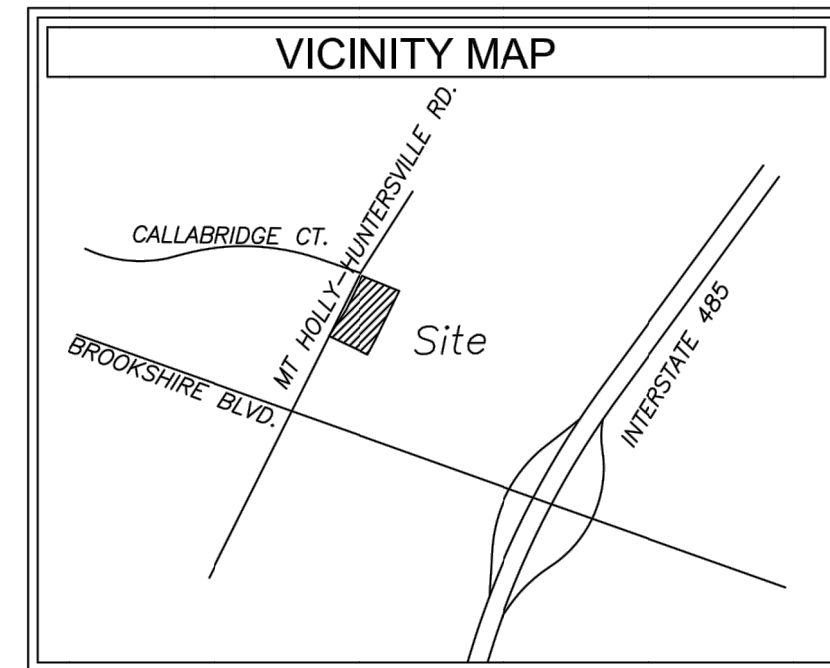 VICINITY MAP
MT HOLLY-HUNTERSVILLE RD.
CALLABRIDGE CT.
Site
INTERSTATE 485
BROOKSHIRE BLVD.